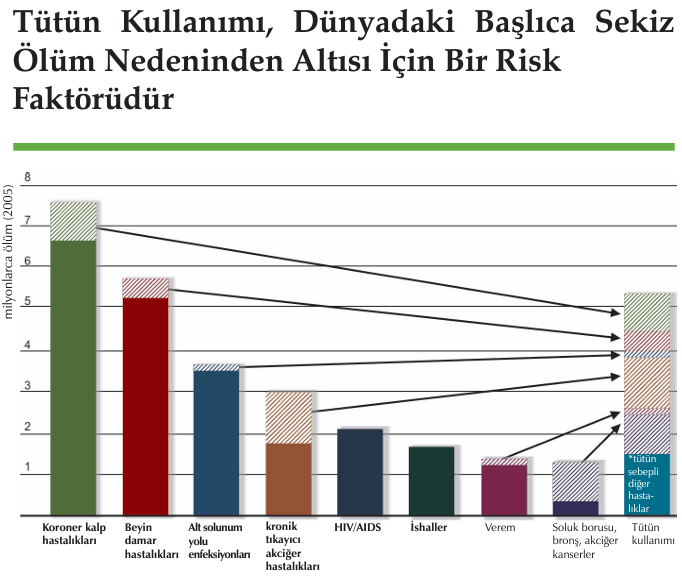 Tütün Kullanımı, Dünyadaki Başlıca Sekiz
Ölüm Nedeninden Altısı İçin Bir Risk
Faktörüdür
milyonlarca ölüm (2005)
8
7
6
5
4
3
2
1
*tütün
sebepli
diğer
hasta-
lıklar
Koroner kalp
hastalıkları
Beyin
damar
hastalıkları
Alt solunum
yolu
enfeksiyonları
kronik
tıkayıcı
akciğer
hastalıkları
HIV/AIDS
İshaller
Verem
Soluk borusu,
bronş, akciğer
kanserler
Tütün
kullanımı